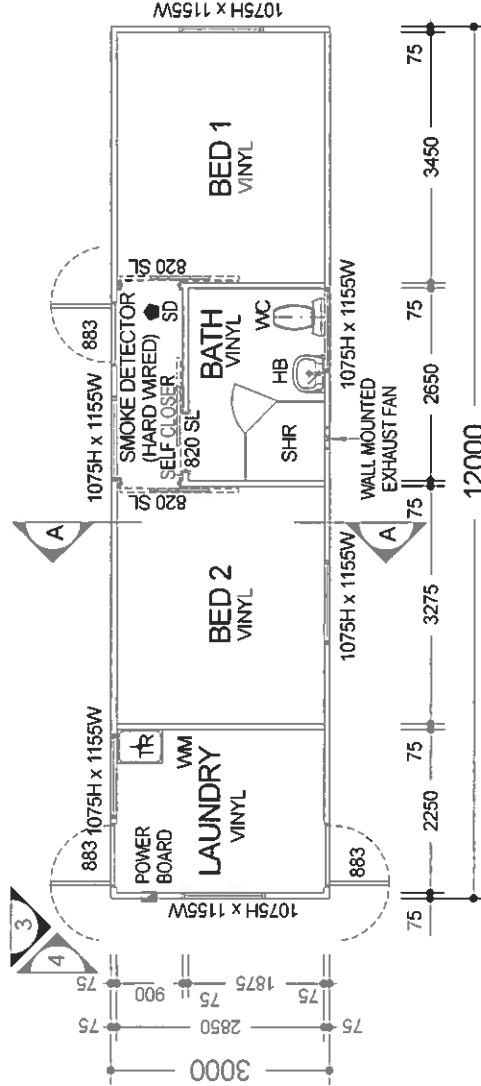 1075H x 1155W
1075H x 1155W
883
1075H x 1155W
883
SMOKE DETECTOR
(HARD WIRED)
SELF CLOSER
SD
820 SL
820 SL
820 SL
BED 1
VINYL
BATH
VINYL
WC
HB
SHR
BED 2
VINYL
TR
WM
LAUNDRY
VINYL
POWER
BOARD
1075H x 1155W
883
1075H x 1155W
1075H x 1155W
WALL MOUNTED
EXHAUST FAN
A
A
3
4
75
2250
75
3275
75
2650
75
3450
75
12000
75
900
75
1875
75
2850
75
3000